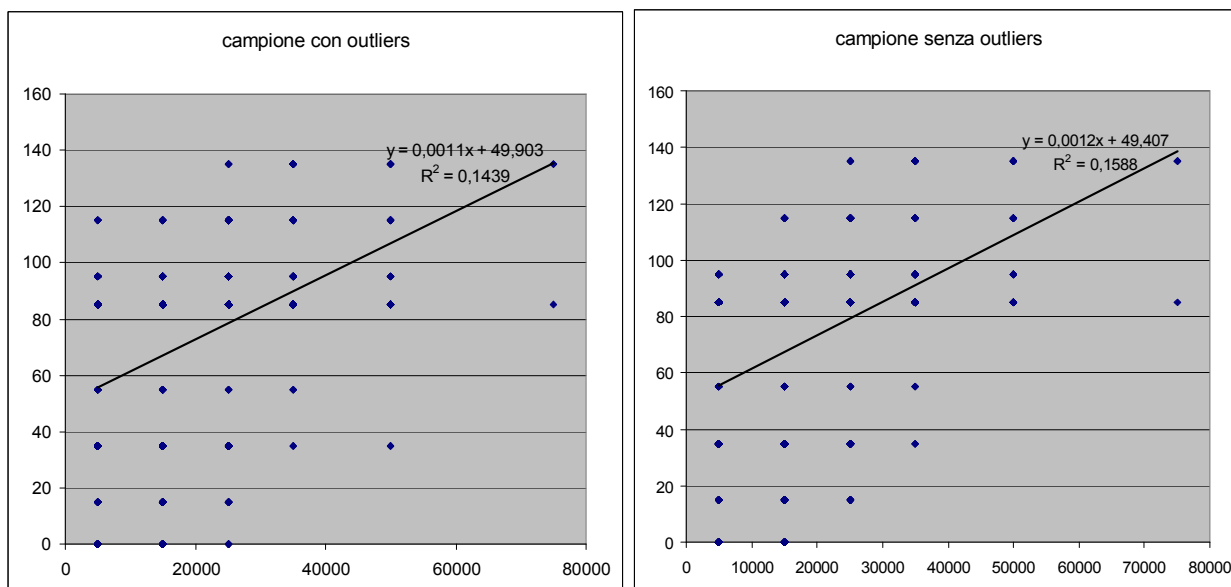 campione con outliers
160
140
120
100
80
60
40
20
0
y = 0,0011x + 49,903
R² = 0,1439
0 20000 40000 60000 80000
campione senza outliers
160
140
120
100
80
60
40
20
0
y = 0,0012x + 49,407
R² = 0,1588
0 10000 20000 30000 40000 50000 60000 70000 80000